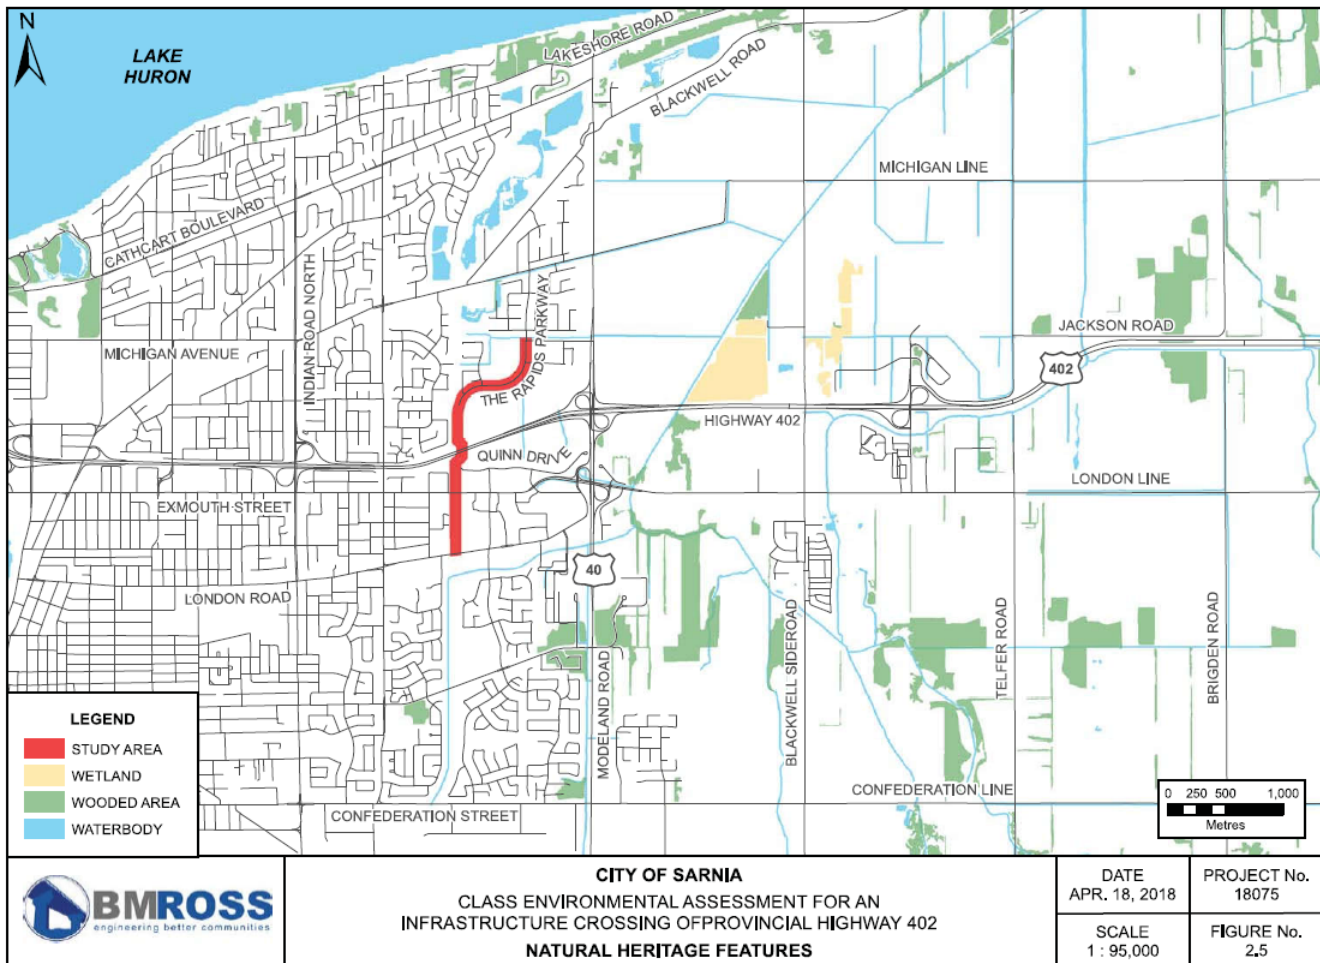 N
LAKE
HURON
LAKESHORE ROAD
BLACKWELL ROAD
MICHIGAN LINE
CATHCART BOULEVARD
INDIAN ROAD NORTH
THE RAPIDS PARKWAY
JACKSON ROAD
MICHIGAN AVENUE
402
HIGHWAY 402
QUINN DRIVE
LONDON LINE
EXMOUTH STREET
40
LONDON ROAD
MODELAND ROAD
BLACKWELL SIDEROAD
TELFER ROAD
BRIGDEN ROAD
CONFEDERATION LINE
CONFEDERATION STREET
LEGEND
STUDY AREA
WETLAND
WOODED AREA
WATERBODY
0 250 500 1,000
Metres
BMROSS
engineering better communities
CITY OF SARNIA
CLASS ENVIRONMENTAL ASSESSMENT FOR AN
INFRASTRUCTURE CROSSING OFPROVINCIAL HIGHWAY 402
NATURAL HERITAGE FEATURES
DATE
APR. 18, 2018
PROJECT No.
18075
SCALE
1 : 95,000
FIGURE No.
2.5